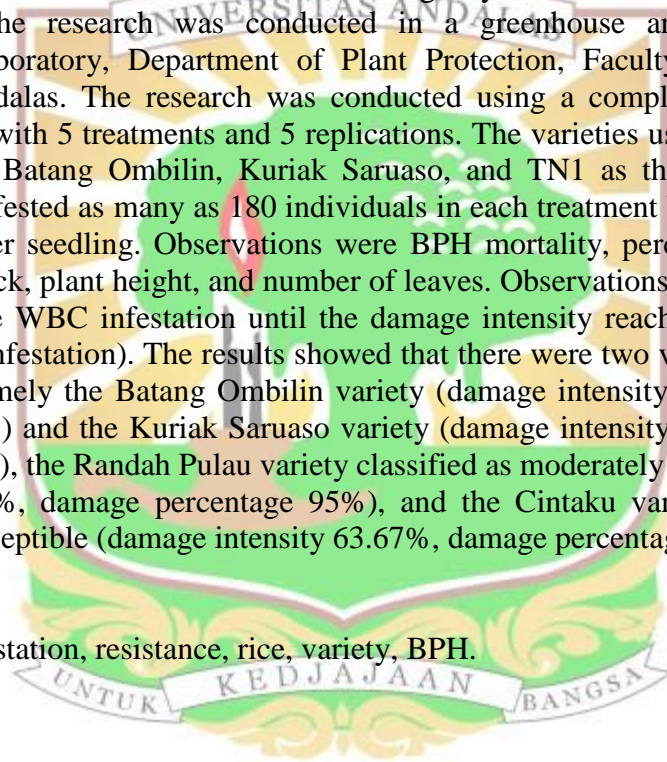 UNIVERSITAS ANDALAS
he research was conducted in a greenhouse an
boratory, Department of Plant Protection, Faculty
dalas. The research was conducted using a compl
with 5 treatments and 5 replications. The varieties us
Batang Ombilin, Kuriak Saruaso, and TN1 as th
fested as many as 180 individuals in each treatment
er seedling. Observations were BPH mortality, perc
ck, plant height, and number of leaves. Observations
e WBC infestation until the damage intensity reach
nfestation). The results showed that there were two v
mely the Batang Ombilin variety (damage intensity
) and the Kuriak Saruaso variety (damage intensity
), the Randah Pulau variety classified as moderately
%, damage percentage 95%), and the Cintaku var
eptible (damage intensity 63.67%, damage percentag
station, resistance, rice, variety, BPH.
UNTUK KEDJAJAAN BANGSA